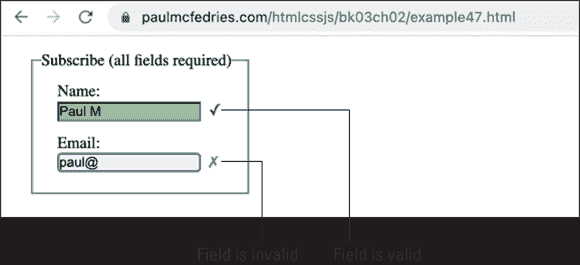 paulmcfedries.com/htmlcssjs/bk03ch02/example47.html
Subscribe (all fields required)
Name:
Paul M ✓
Email:
paul@ ✗
Field is invalid Field is valid